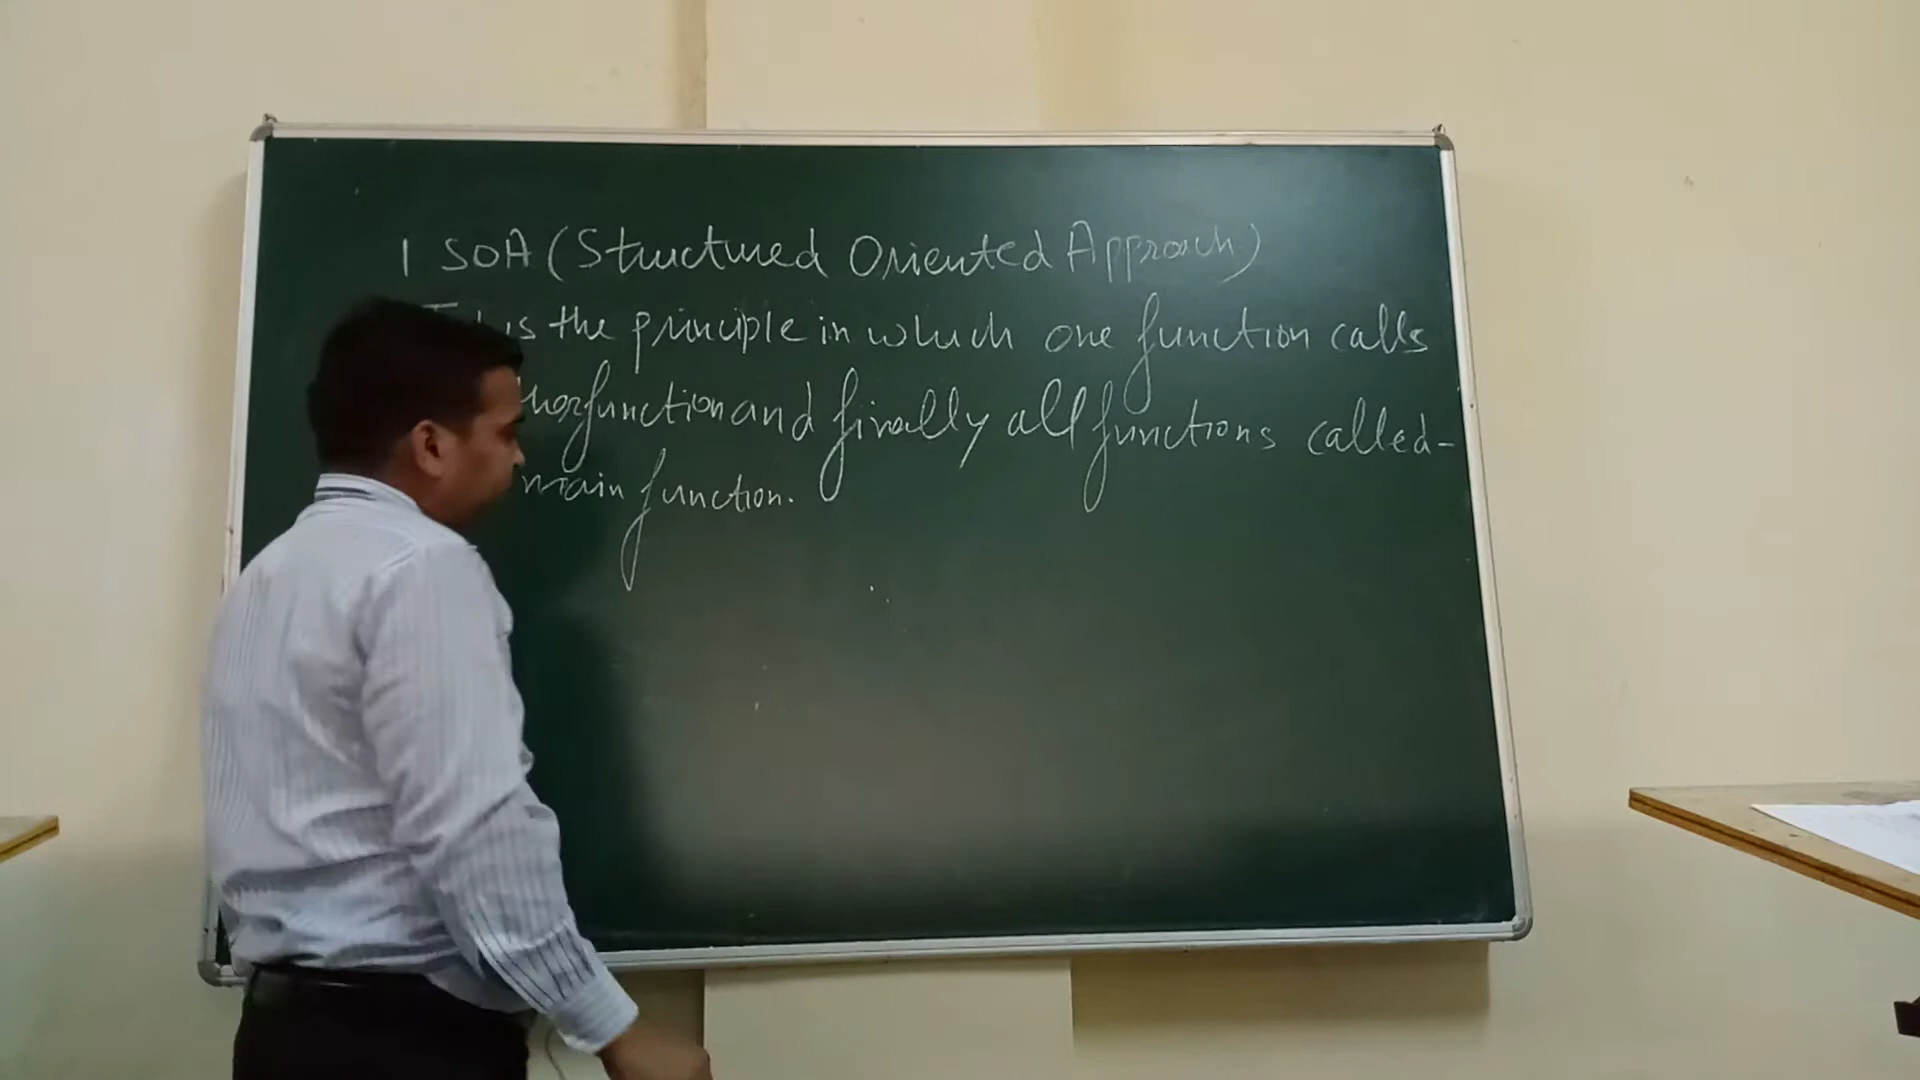 1 SOA (Structured Oriented Approach)
is the principle in which one function calls
function and finally all functions called-
main function.